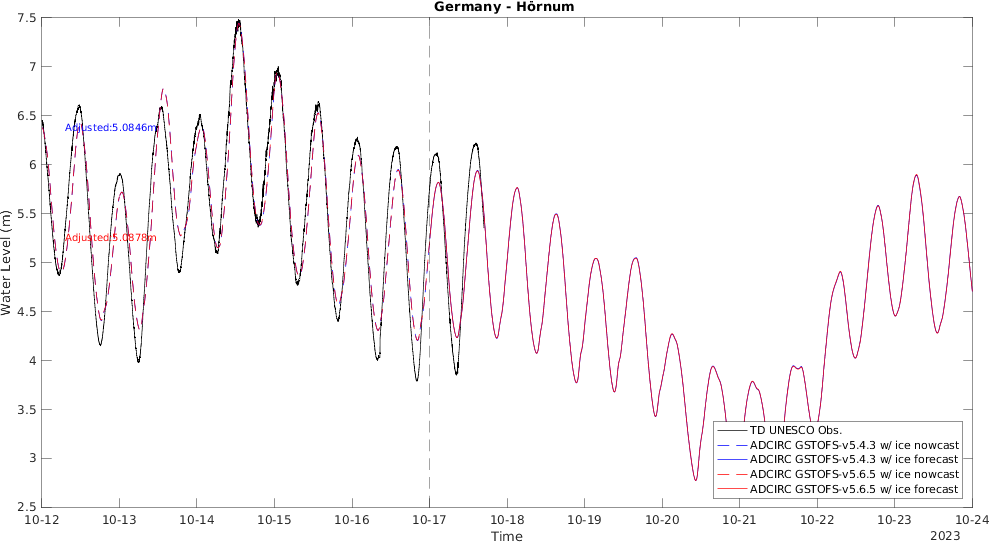 Germany - Hörnum
7.5
7
6.5
6
5.5
5
4.5
4
3.5
3
2.5
Water Level (m)
Adjusted:5.0846m
Adjusted:5.0878m
TD UNESCO Obs.
ADCIRC GSTOFS-v5.4.3 w/ ice nowcast
ADCIRC GSTOFS-v5.4.3 w/ ice forecast
ADCIRC GSTOFS-v5.6.5 w/ ice nowcast
ADCIRC GSTOFS-v5.6.5 w/ ice forecast
10-12 10-13 10-14 10-15 10-16 10-17 10-18 10-19 10-20 10-21 10-22 10-23 10-24
Time
2023